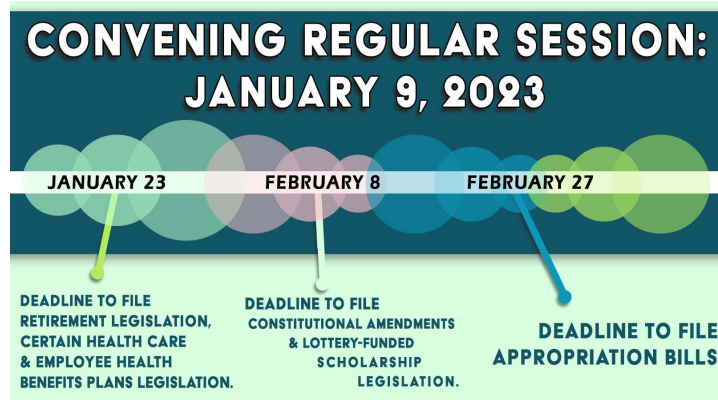 CONVENING REGULAR SESSION:
JANUARY 9, 2023
JANUARY 23
FEBRUARY 8
FEBRUARY 27
DEADLINE TO FILE
RETIREMENT LEGISLATION,
CERTAIN HEALTH CARE
& EMPLOYEE HEALTH
BENEFITS PLANS LEGISLATION.
DEADLINE TO FILE
CONSTITUTIONAL AMENDMENTS
& LOTTERY-FUNDED
SCHOLARSHIP
LEGISLATION.
DEADLINE TO FILE
APPROPRIATION BILLS